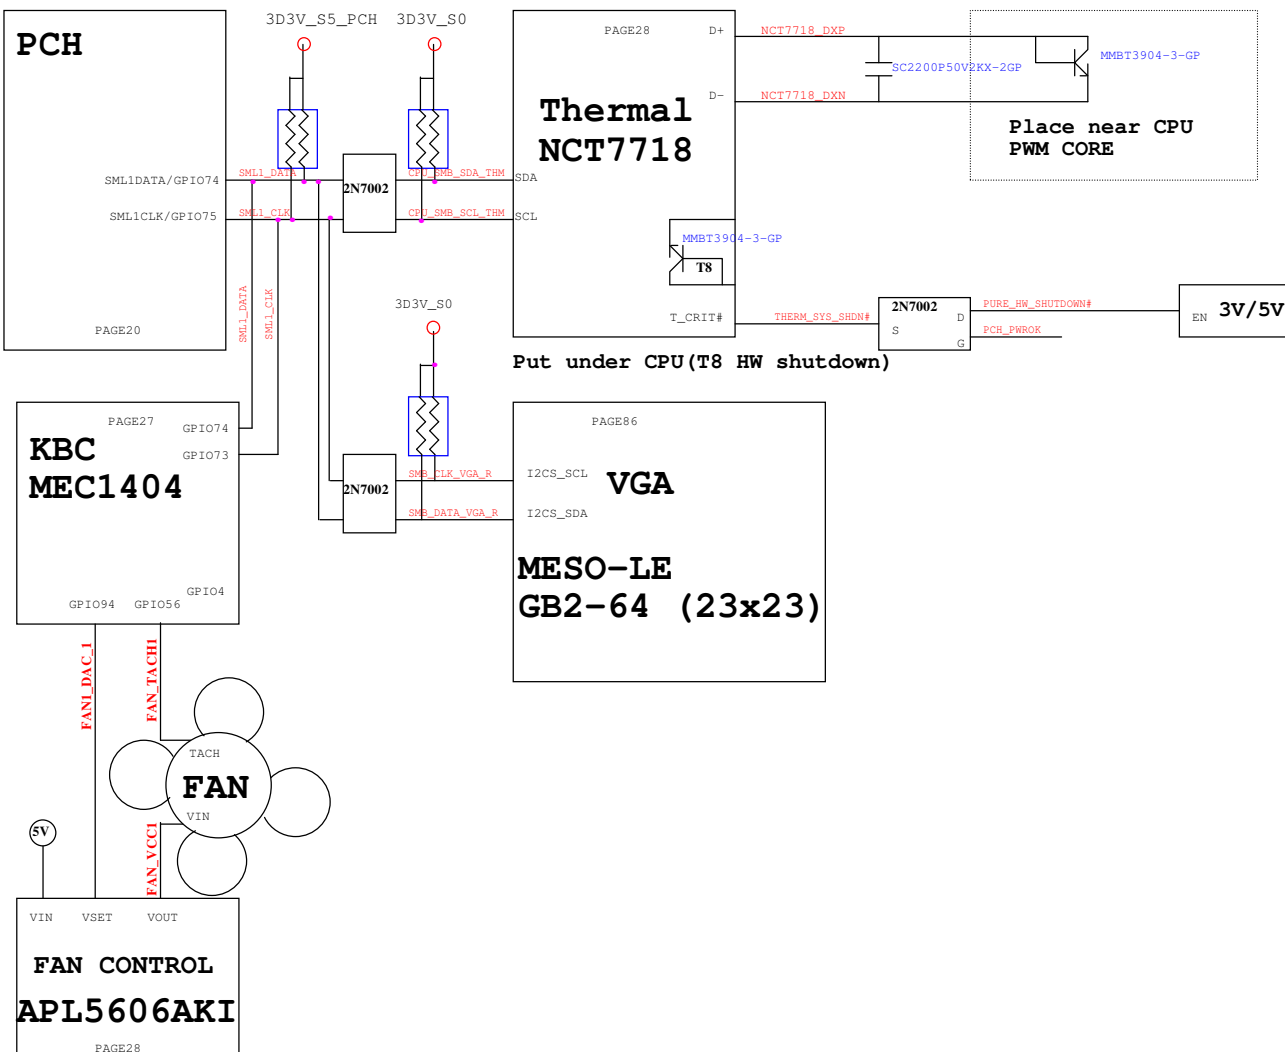 3D3V_S5_PCH
3D3V_S0
PCH
SML1DATA/GPIO74
SML1CLK/GPIO75
PAGE20
SML1_DATA
SML1_CLK
2N7002
CPU_SMB_SDA_THM
CPU_SMB_SCL_THM
SML1_DATA
SML1_CLK
PAGE28
Thermal
NCT7718
SDA
SCL
D+
D-
T_CRIT#
NCT7718_DXP
NCT7718_DXN
SC2200P50V2KX-2GP
MMBT3904-3-GP
Place near CPU
PWM CORE
MMBT3904-3-GP
T8
THERM_SYS_SHDN#
2N7002
S
D
G
PURE_HW_SHUTDOWN#
PCH_PWROK
EN
3V/5V
Put under CPU(T8 HW shutdown)
3D3V_S0
2N7002
SMB_CLK_VGA_R
SMB_DATA_VGA_R
PAGE86
I2CS_SCL
I2CS_SDA
VGA
MESO-LE
GB2-64 (23x23)
PAGE27
GPIO74
GPIO73
KBC
MEC1404
GPIO4
GPIO94
GPIO56
FAN1_DAC_1
FAN_TACH1
TACH
FAN
VIN
FAN_VCC1
5V
VIN
VSET
VOUT
FAN CONTROL
APL5606AKI
PAGE28